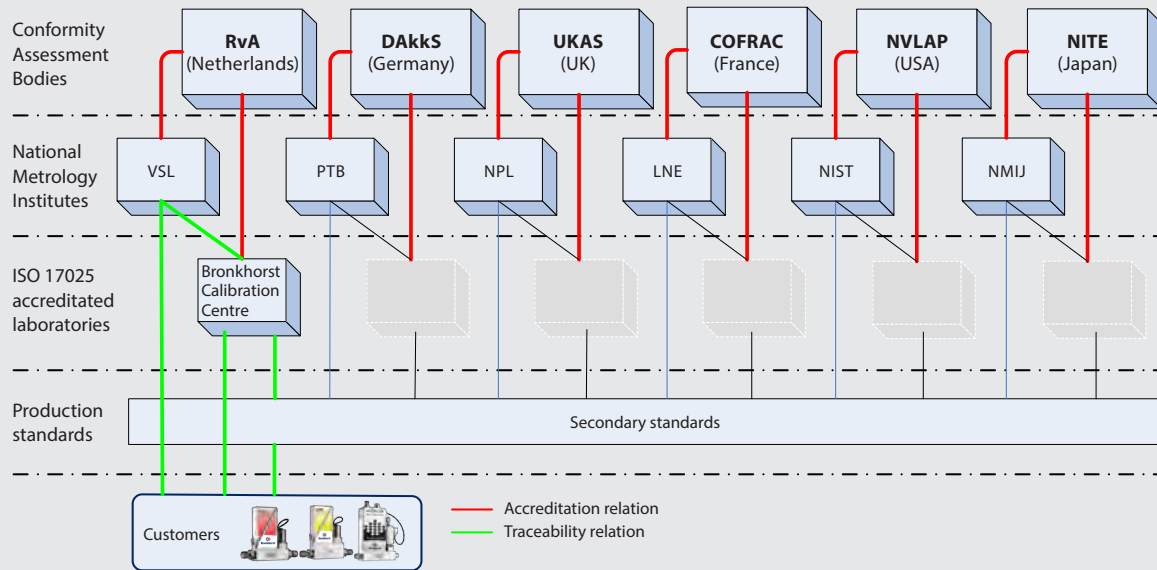 Conformity
Assessment
Bodies
RvA
(Netherlands)
DAkkS
(Germany)
UKAS
(UK)
COFRAC
(France)
NVLAP
(USA)
NITE
(Japan)
National
Metrology
Institutes
VSL
PTB
NPL
LNE
NIST
NMIJ
ISO 17025
accreditated
laboratories
Bronkhorst
Calibration
Centre
Production
standards
Secondary standards
Customers
Accreditation relation
Traceability relation